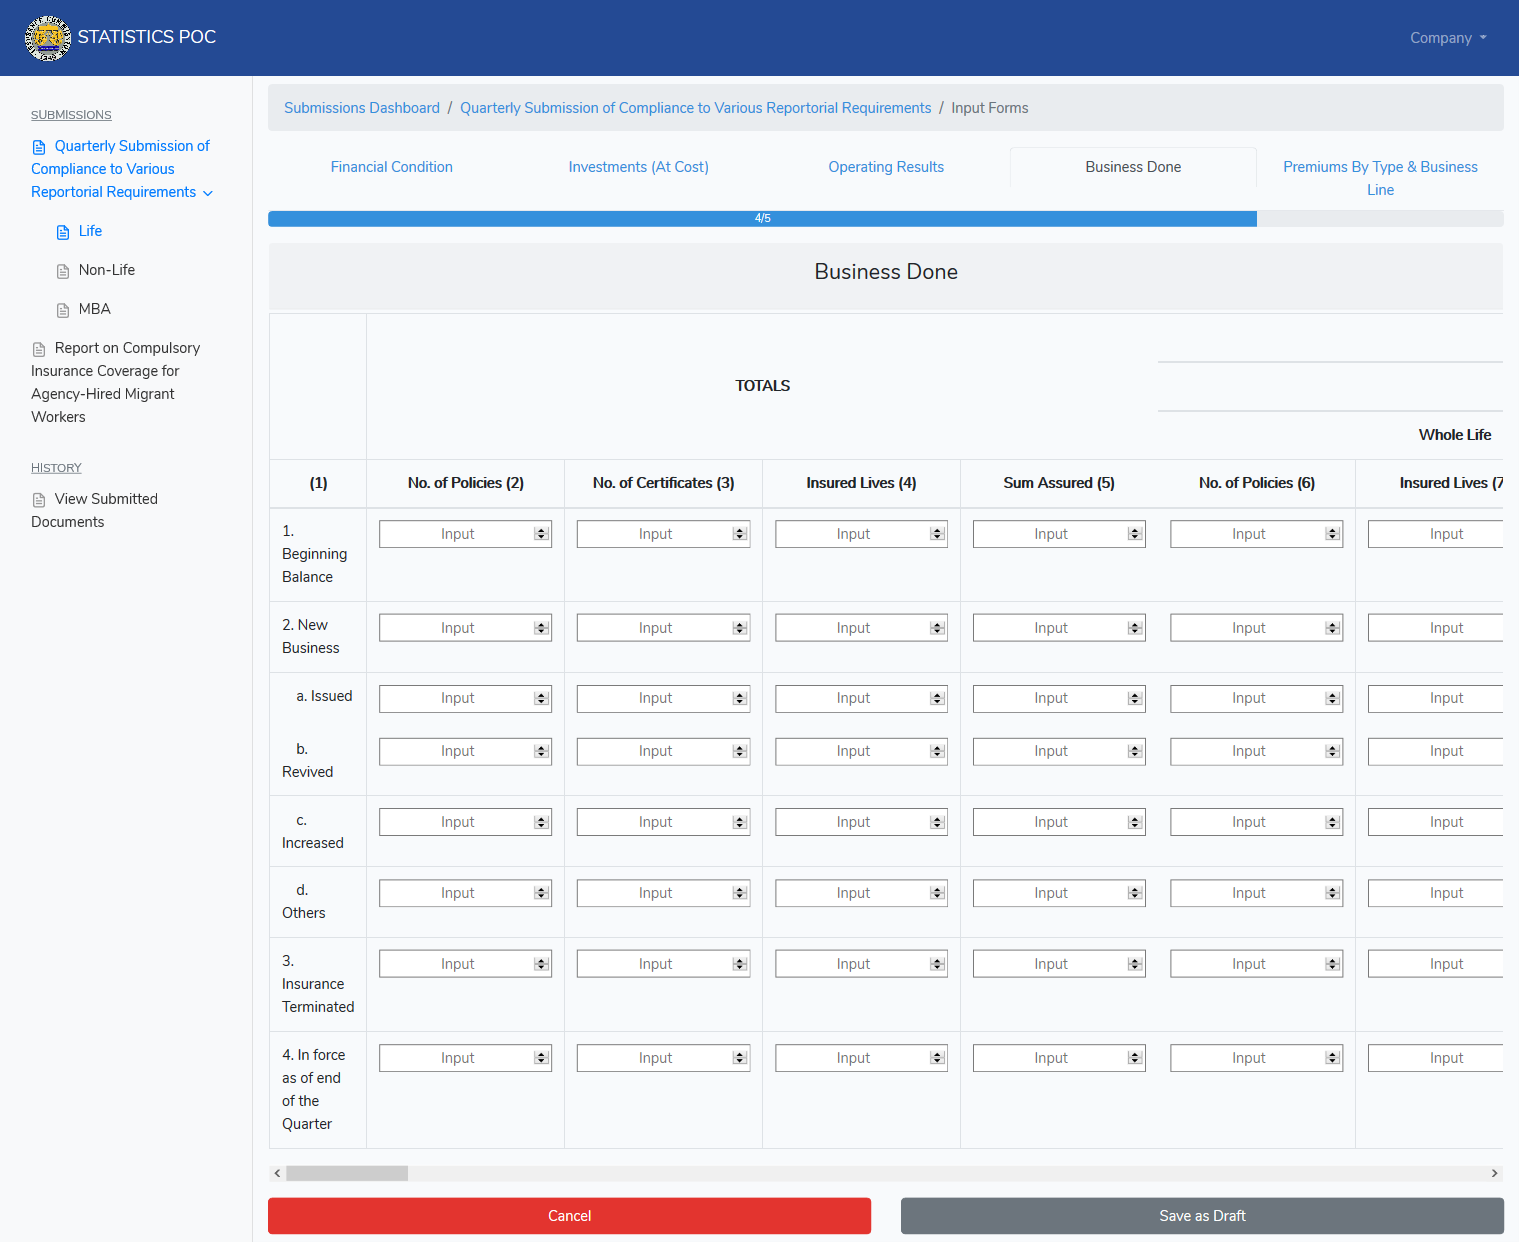 STATISTICS POC
Company
SUBMISSIONS
Quarterly Submission of
Compliance to Various
Reportorial Requirements
Life
Non-Life
MBA
Report on Compulsory
Insurance Coverage for
Agency-Hired Migrant
Workers
HISTORY
View Submitted
Documents
Submissions Dashboard / Quarterly Submission of Compliance to Various Reportorial Requirements / Input Forms
Financial Condition Investments (At Cost) Operating Results Business Done Premiums By Type & Business
Line
4/5
Business Done
TOTALS
Whole Life
(1) No. of Policies (2) No. of Certificates (3) Insured Lives (4) Sum Assured (5) No. of Policies (6) Insured Lives (7
1. Input Input Input Input Input Input
Beginning
Balance
2. New Input Input Input Input Input Input
Business
a. Issued Input Input Input Input Input Input
b. Input Input Input Input Input Input
Revived
c. Input Input Input Input Input Input
Increased
d. Input Input Input Input Input Input
Others
3. Input Input Input Input Input Input
Insurance
Terminated
4. In force Input Input Input Input Input Input
as of end
of the
Quarter
Cancel Save as Draft